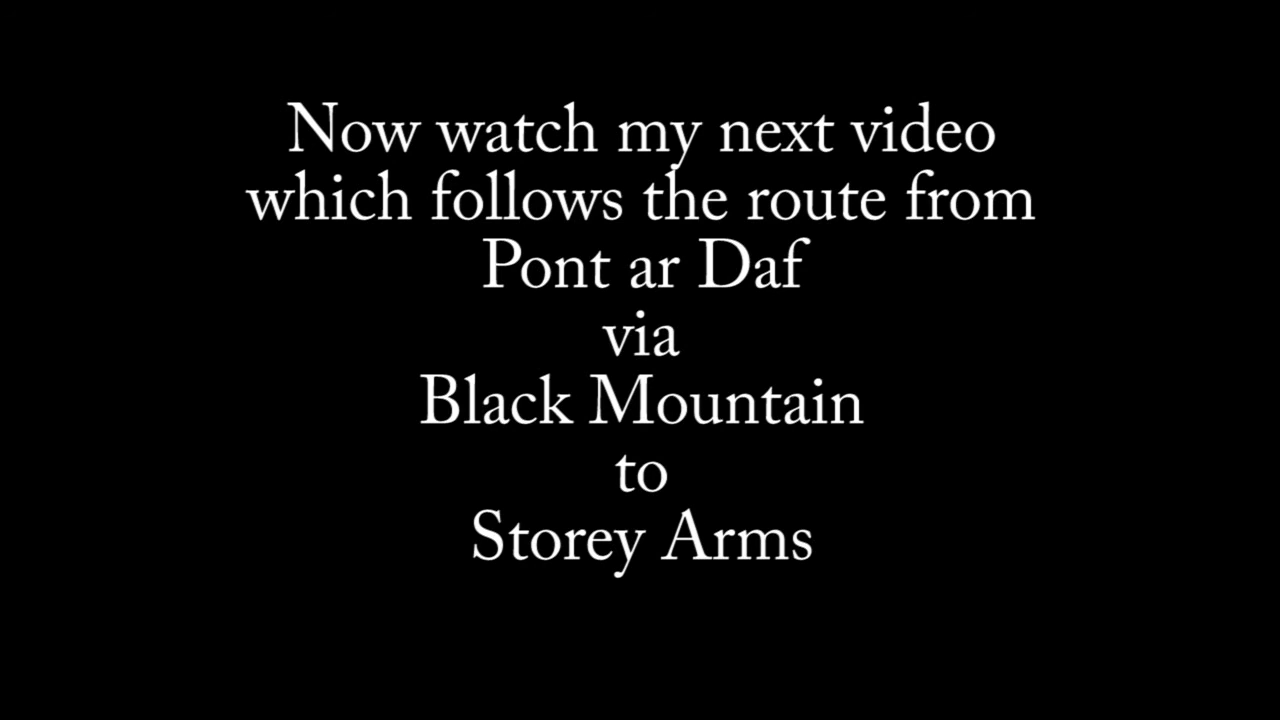 Now watch my next video
which follows the route from
Pont ar Daf
via
Black Mountain
to
Storey Arms